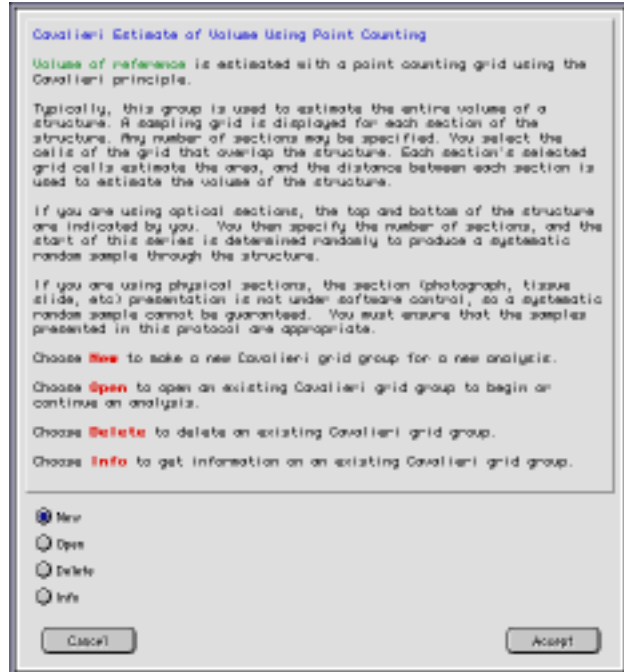 Cavalieri Estimate of Volume Using Point Counting
Volume of reference is estimated with a point counting grid using the
Cavalieri principle.
Typically, this group is used to estimate the entire volume of a
structure. A sampling grid is displayed for each section of the
structure. Any number of sections may be specified. You select the
cells of the grid that overlap the structure. Each section's selected
grid cells estimate the area, and the distance between each section is
used to estimate the volume of the structure.
If you are using optical sections, the top and bottom of the structure
are indicated by you. You then specify the number of sections, and the
start of this series is determined randomly to produce a systematic
random sample through the structure.
If you are using physical sections, the section (photograph, tissue
slide, etc) presentation is not under software control, so a systematic
random sample cannot be guaranteed. You must ensure that the samples
presented in this protocol are appropriate.
Choose New to make a new Cavalieri grid group for a new analysis.
Choose Open to open an existing Cavalieri grid group to begin or
continue an analysis.
Choose Delete to delete an existing Cavalieri grid group.
Choose Info to get information on an existing Cavalieri grid group.
New
Open
Delete
Info
Cancel
Accept